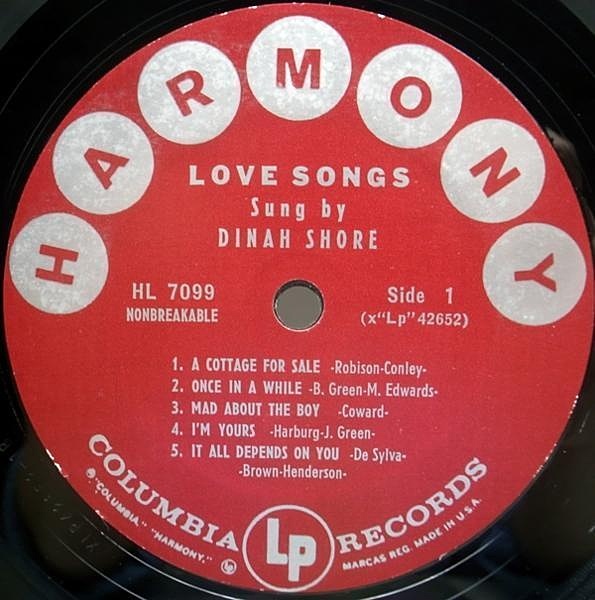 HARMONY
LOVE SONGS
Sung by
DINAH SHORE
HL 7099
NONBREAKABLE
Side 1
(x"Lp" 42652)
1. A COTTAGE FOR SALE -Robison-Conley-
2. ONCE IN A WHILE -B. Green-M. Edwards-
3. MAD ABOUT THE BOY -Coward-
4. I'M YOURS -Harburg-J. Green-
5. IT ALL DEPENDS ON YOU -De Sylva-
-Brown-Henderson-
COLUMBIA Lp RECORDS
® "COLUMBIA," "HARMONY," Lp MARCAS REG. MADE IN U.S.A.